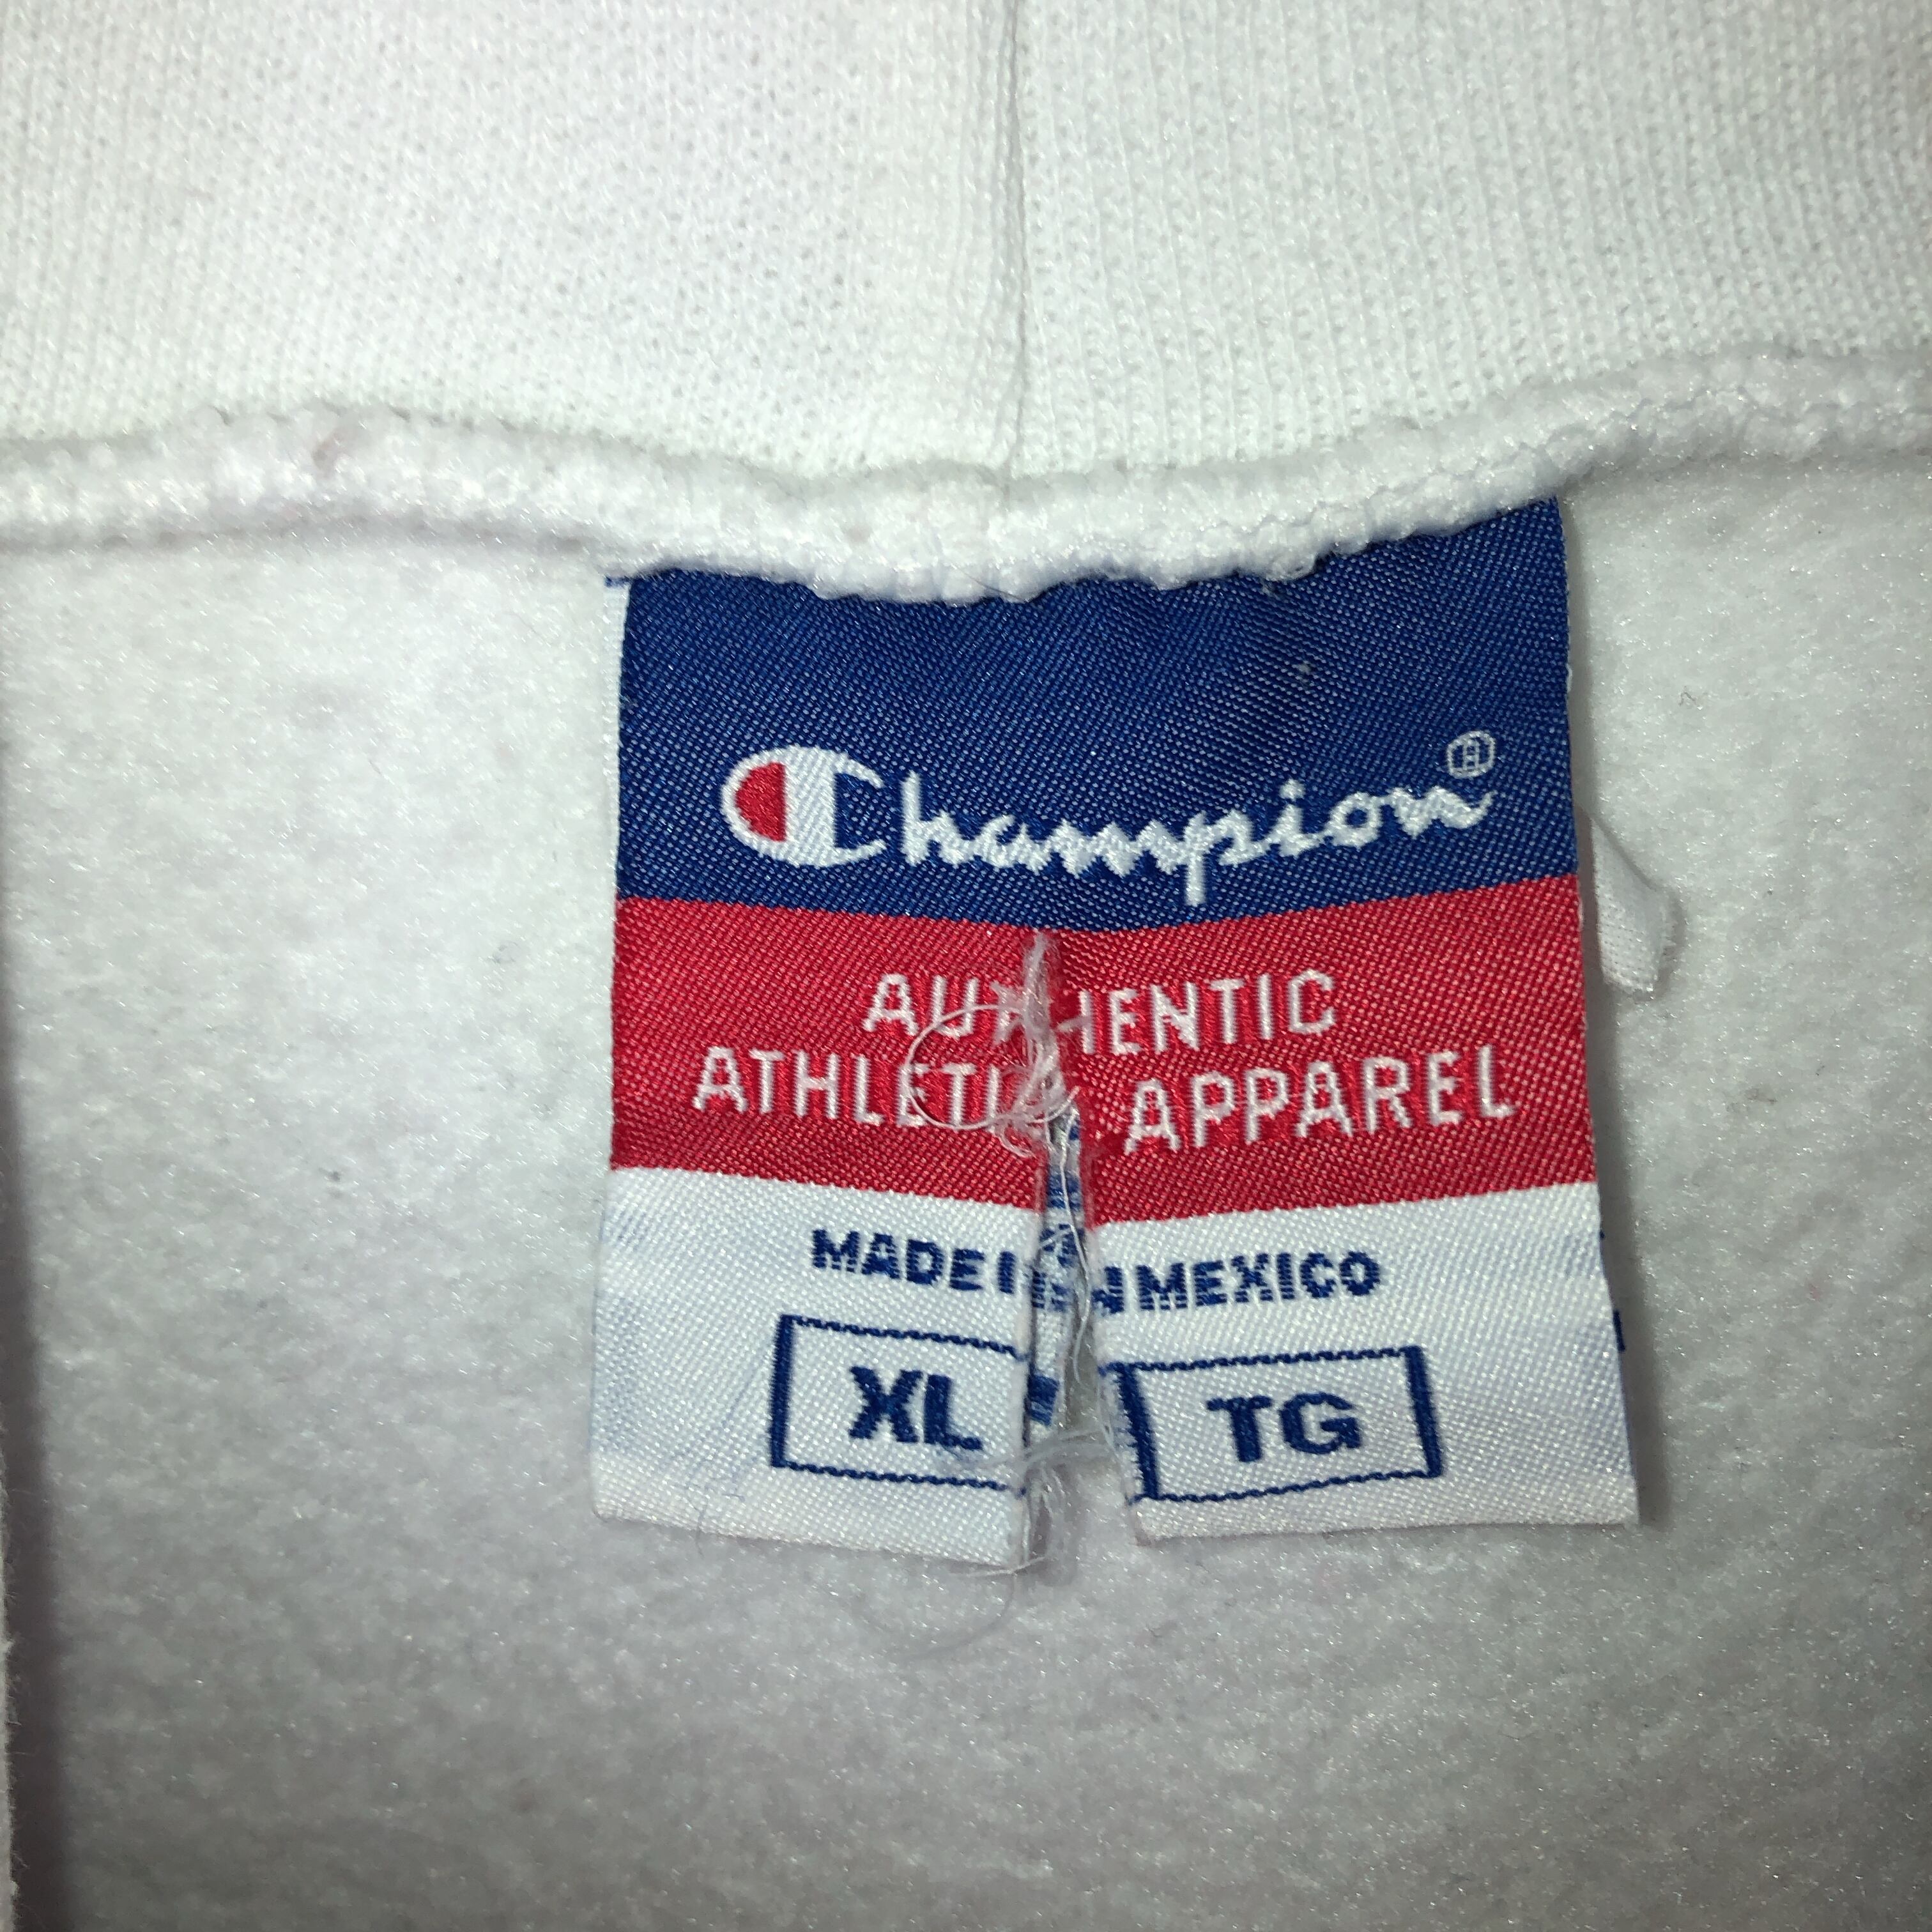 Champion®
AUTHENTIC
ATHLETIC APPAREL
MADE IN MEXICO
XL TG